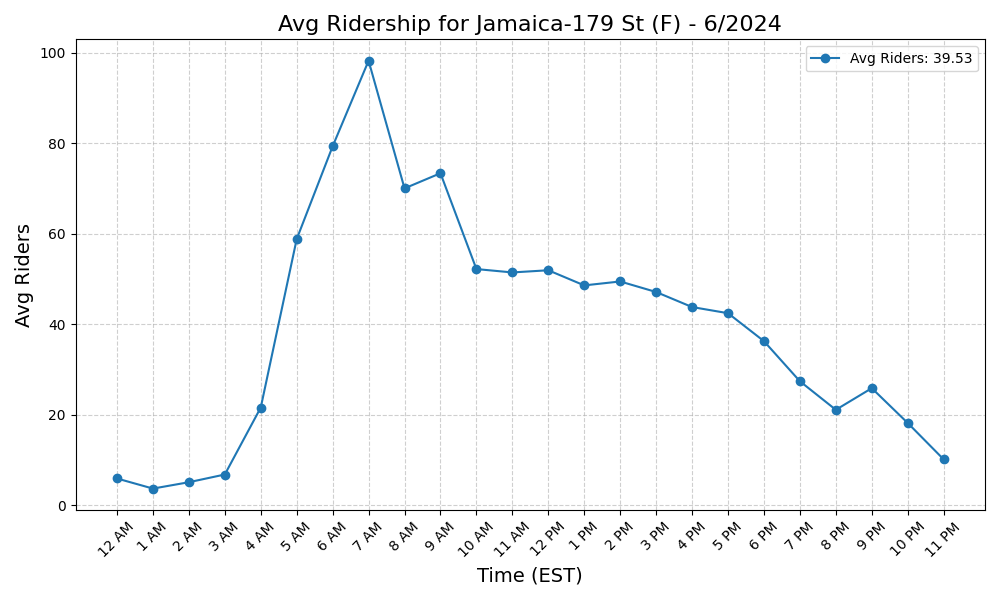 Avg Ridership for Jamaica-179 St (F) - 6/2024
Avg Riders: 39.53
Avg Riders
100
80
60
40
20
0
12 AM
1 AM
2 AM
3 AM
4 AM
5 AM
6 AM
7 AM
8 AM
9 AM
10 AM
11 AM
12 PM
1 PM
2 PM
3 PM
4 PM
5 PM
6 PM
7 PM
8 PM
9 PM
10 PM
11 PM
Time (EST)